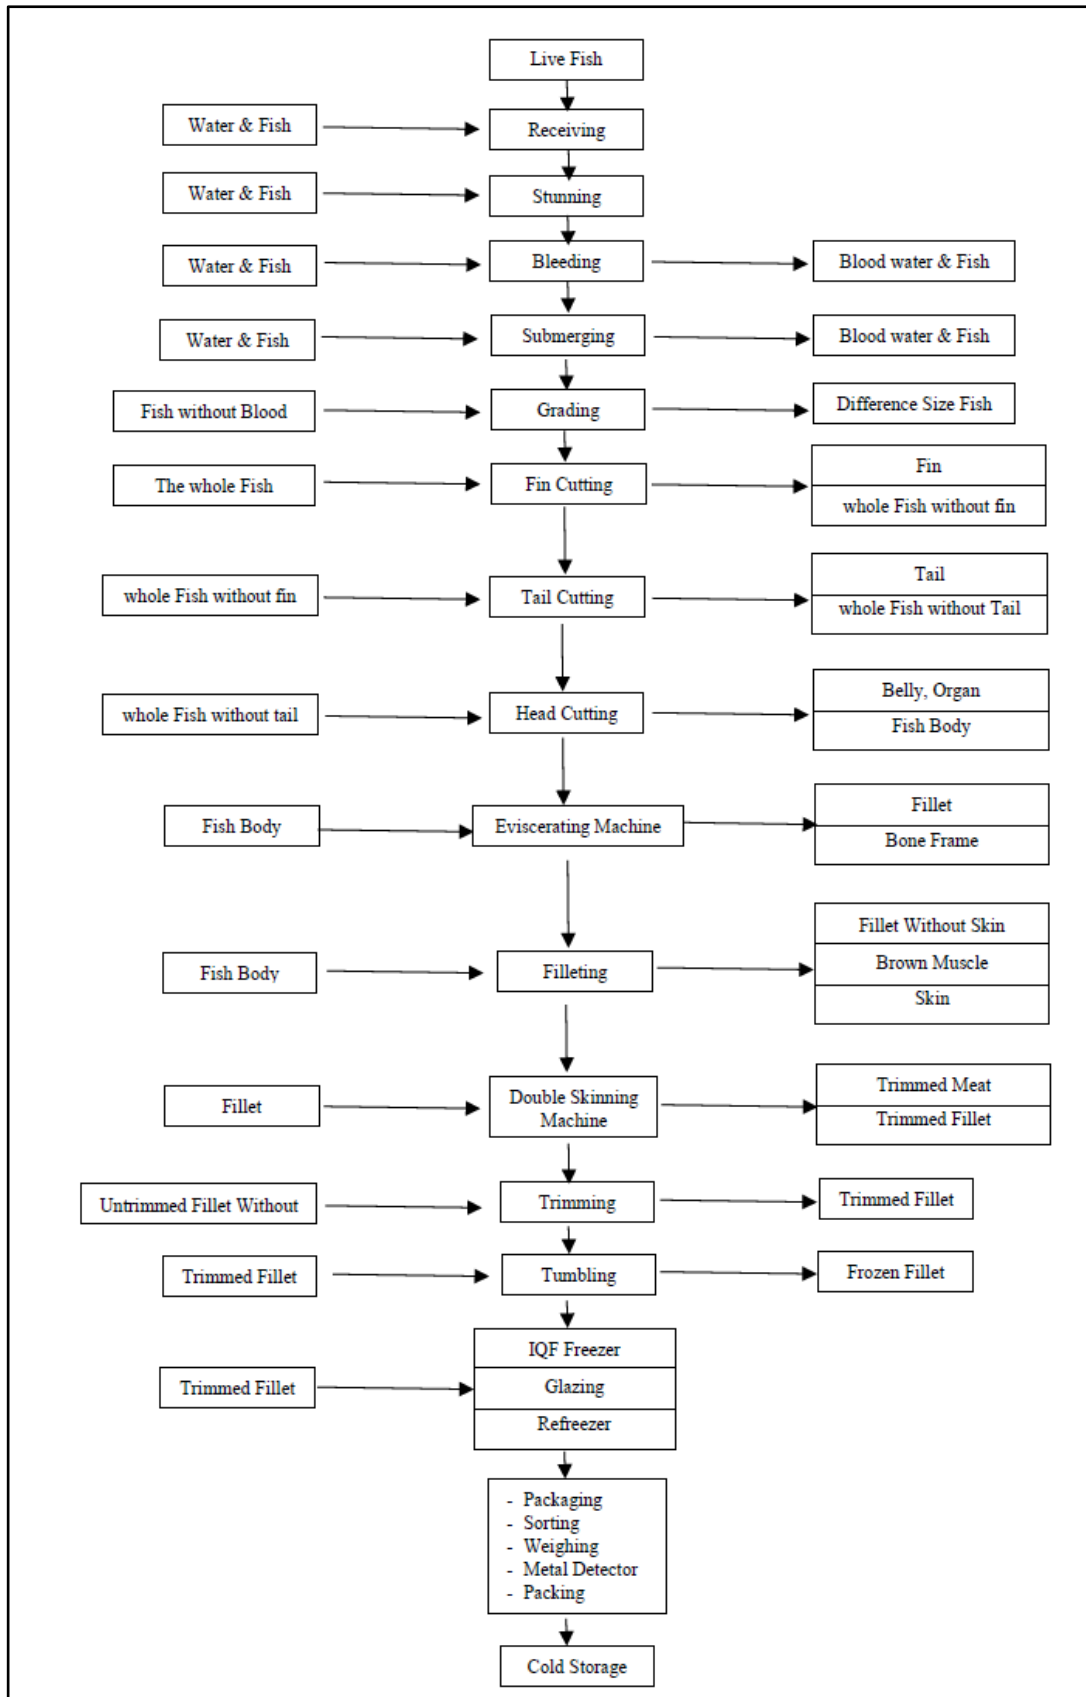 Live Fish
Water & Fish
Receiving
Water & Fish
Stunning
Water & Fish
Bleeding
Blood water & Fish
Water & Fish
Submerging
Blood water & Fish
Fish without Blood
Grading
Difference Size Fish
The whole Fish
Fin Cutting
Fin
whole Fish without fin
whole Fish without fin
Tail Cutting
Tail
whole Fish without Tail
whole Fish without tail
Head Cutting
Belly, Organ
Fish Body
Fish Body
Eviscerating Machine
Fillet
Bone Frame
Fish Body
Filleting
Fillet Without Skin
Brown Muscle
Skin
Fillet
Double Skinning
Machine
Trimmed Meat
Trimmed Fillet
Untrimmed Fillet Without
Trimming
Trimmed Fillet
Trimmed Fillet
Tumbling
Frozen Fillet
Trimmed Fillet
IQF Freezer
Glazing
Refreezer
- Packaging
- Sorting
- Weighing
- Metal Detector
- Packing
Cold Storage